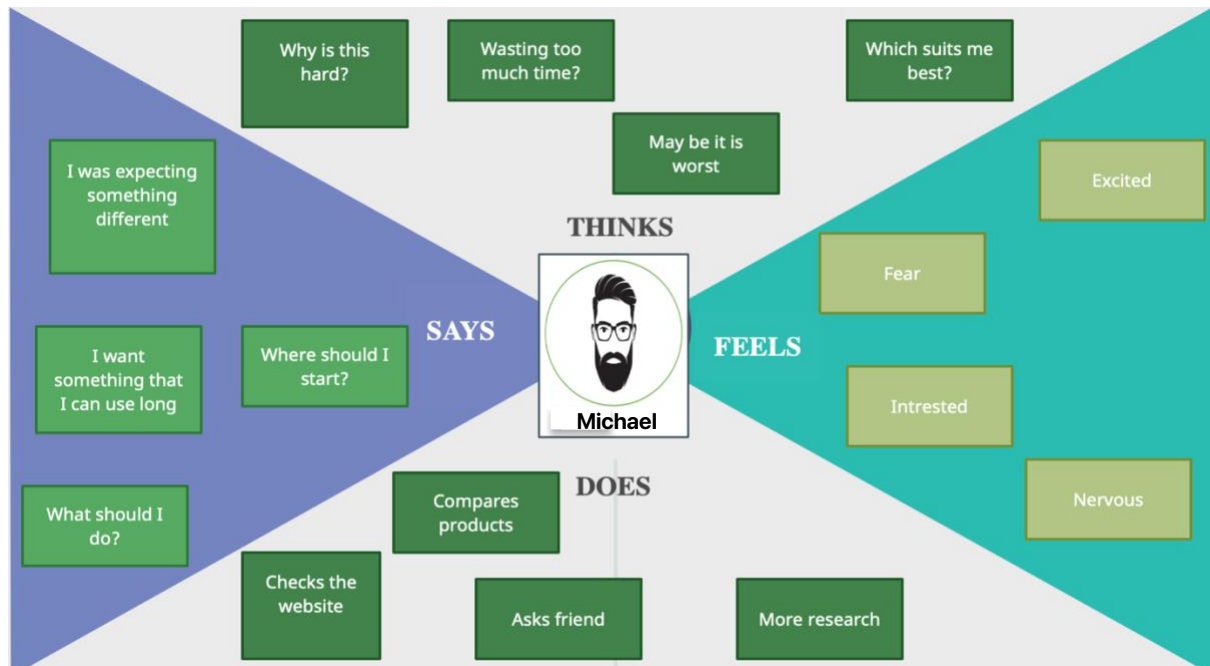 Why is this
hard?
Wasting too
much time?
Which suits me
best?
May be it is
worst
I was expecting
something
different
Excited
THINKS
Fear
SAYS
FEELS
I want
something that
I can use long
Where should I
start?
Michael
Intrested
DOES
Compares
products
What should I
do?
Nervous
Checks the
website
Asks friend
More research